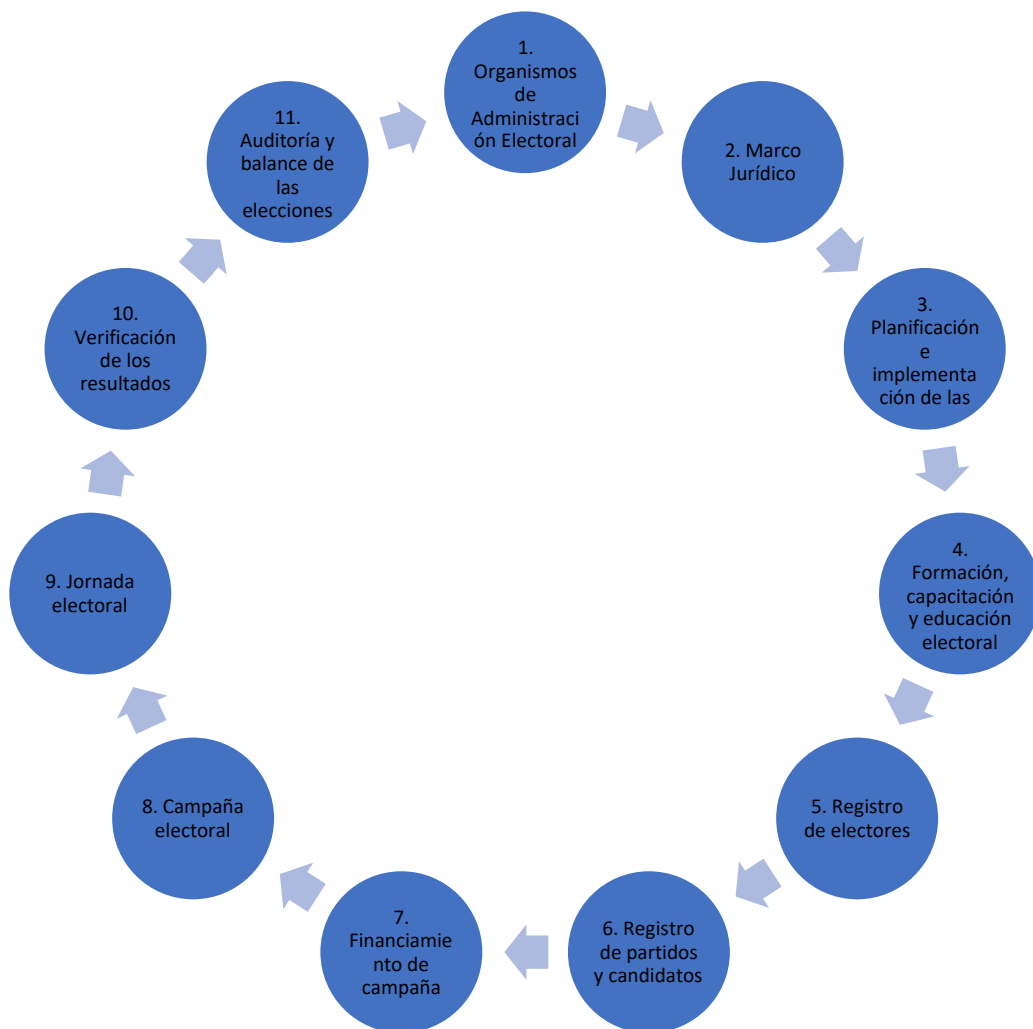 1.
Organismos
de
Administraci
ón Electoral
2. Marco
Jurídico
3.
Planificación
e
implementa
ción de las
4.
Formación,
capacitación
y educación
electoral
5. Registro
de electores
6. Registro
de partidos
y candidatos
7.
Financiamie
nto de
campaña
8. Campaña
electoral
9. Jornada
electoral
10.
Verificación
de los
resultados
11.
Auditoría y
balance de
las
elecciones